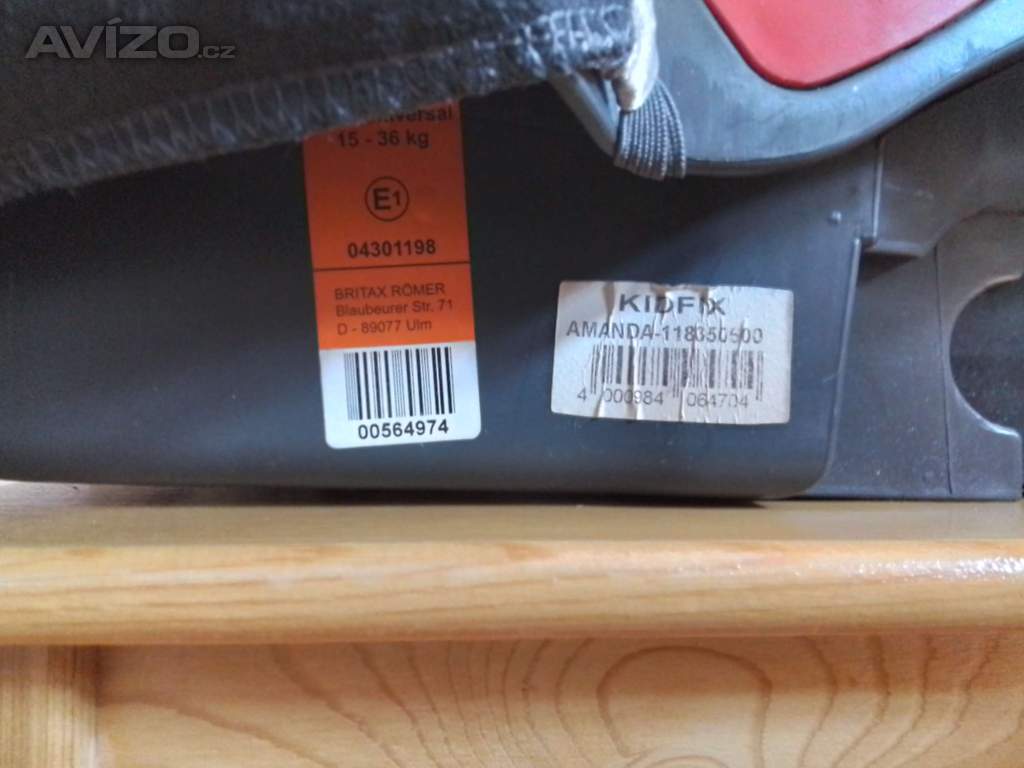 AVÍZO.cz
15 - 36 kg
E1
04301198
BRITAX RÖMER
Blaubeurer Str. 71
D - 89077 Ulm
00564974
KIDFIX
AMANDA-118350500
4 000984 064704